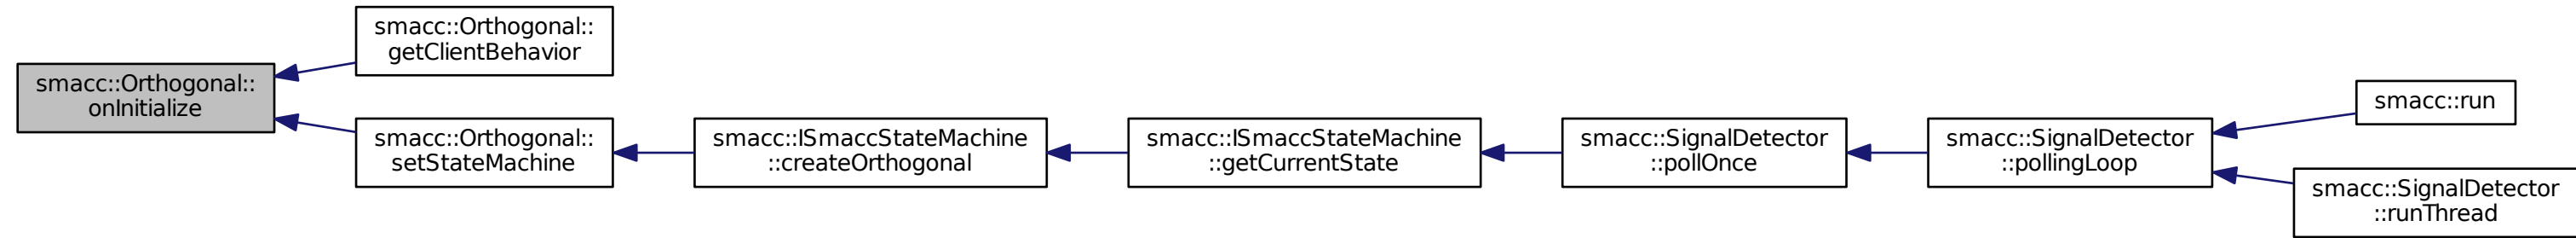 smacc::Orthogonal::
onInitialize
smacc::Orthogonal::
getClientBehavior
smacc::Orthogonal::
setStateMachine
smacc::ISmaccStateMachine
::createOrthogonal
smacc::ISmaccStateMachine
::getCurrentState
smacc::SignalDetector
::pollOnce
smacc::SignalDetector
::pollingLoop
smacc::run
smacc::SignalDetector
::runThread